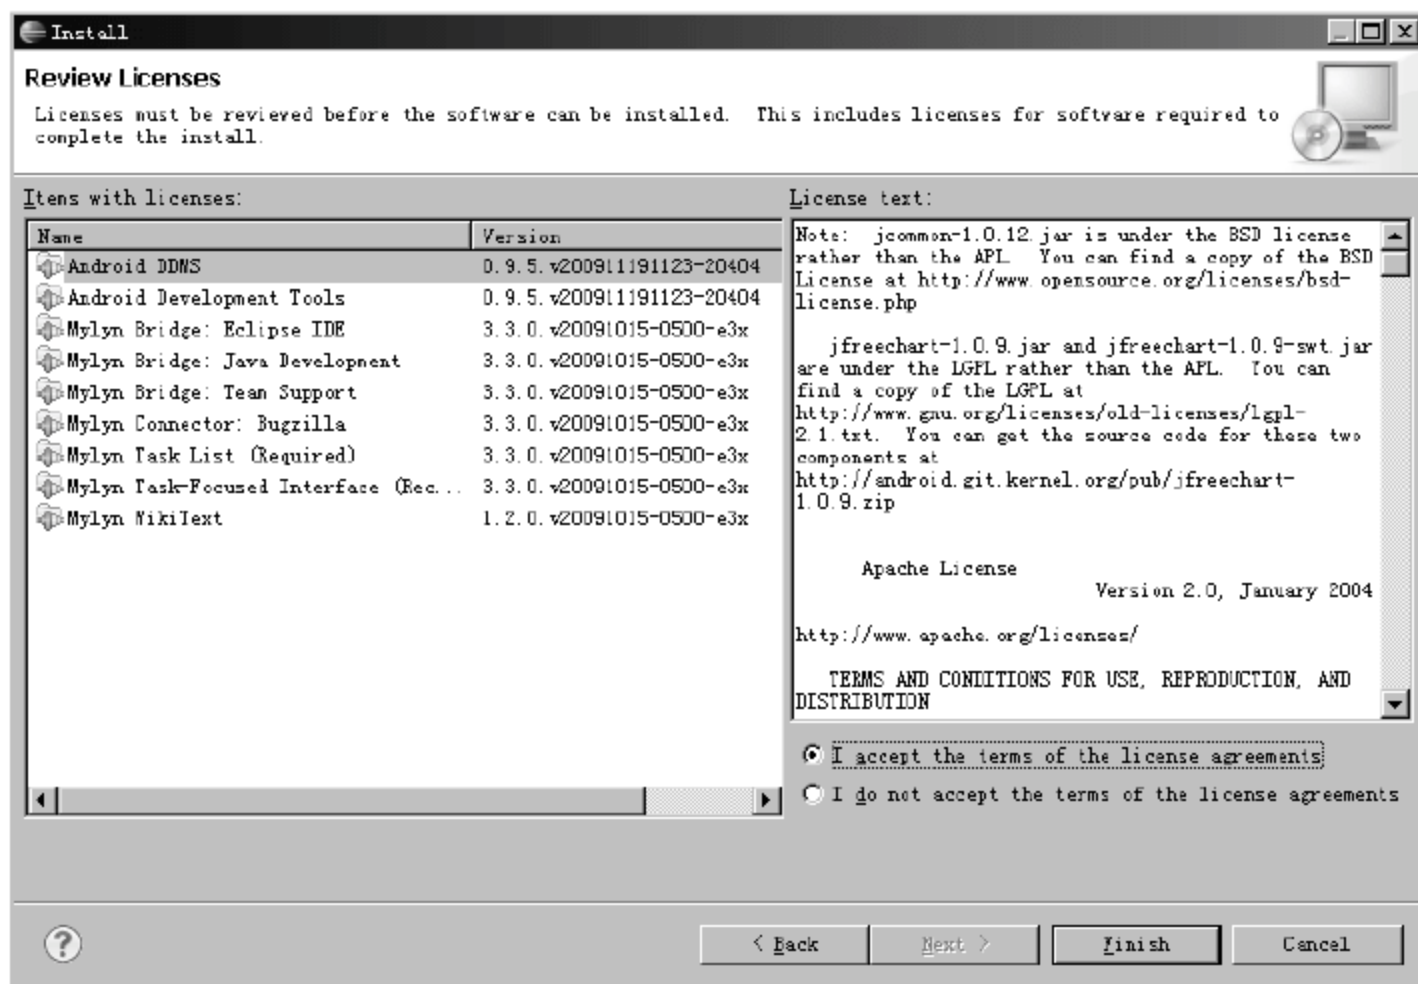 Install
Review Licenses
Licenses must be reviewed before the software can be installed.  This includes licenses for software required to
complete the install.
Items with licenses:
Name Version
Android DDMS 0.9.5.v200911191123-20404
Android Development Tools 0.9.5.v200911191123-20404
Mylyn Bridge: Eclipse IDE 3.3.0.v20091015-0500-e3x
Mylyn Bridge: Java Development 3.3.0.v20091015-0500-e3x
Mylyn Bridge: Team Support 3.3.0.v20091015-0500-e3x
Mylyn Connector: Bugzilla 3.3.0.v20091015-0500-e3x
Mylyn Task List (Required) 3.3.0.v20091015-0500-e3x
Mylyn Task-Focused Interface (Rec... 3.3.0.v20091015-0500-e3x
Mylyn WikiText 1.2.0.v20091015-0500-e3x
License text:
Note:  jcommon-1.0.12.jar is under the BSD license
rather than the APL.  You can find a copy of the BSD
License at http://www.opensource.org/licenses/bsd-
license.php
jfreechart-1.0.9.jar and jfreechart-1.0.9-swt.jar
are under the LGPL rather than the APL.  You can
find a copy of the LGPL at
http://www.gnu.org/licenses/old-licenses/lgpl-
2.1.txt.  You can get the source code for these two
components at
http://android.git.kernel.org/pub/jfreechart-
1.0.9.zip
Apache License
Version 2.0, January 2004
http://www.apache.org/licenses/
TERMS AND CONDITIONS FOR USE, REPRODUCTION, AND
DISTRIBUTION
I accept the terms of the license agreements
I do not accept the terms of the license agreements
? < Back Next > Finish Cancel